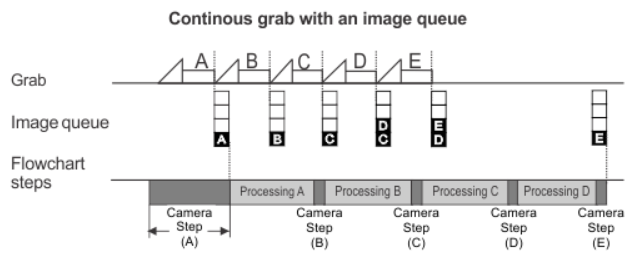 Continous grab with an image queue
A B C D E
Grab
Image queue
A B C D C E D E
Flowchart steps
Processing A Processing B Processing C Processing D
Camera Step (A)
Camera Step (B)
Camera Step (C)
Camera Step (D)
Camera Step (E)